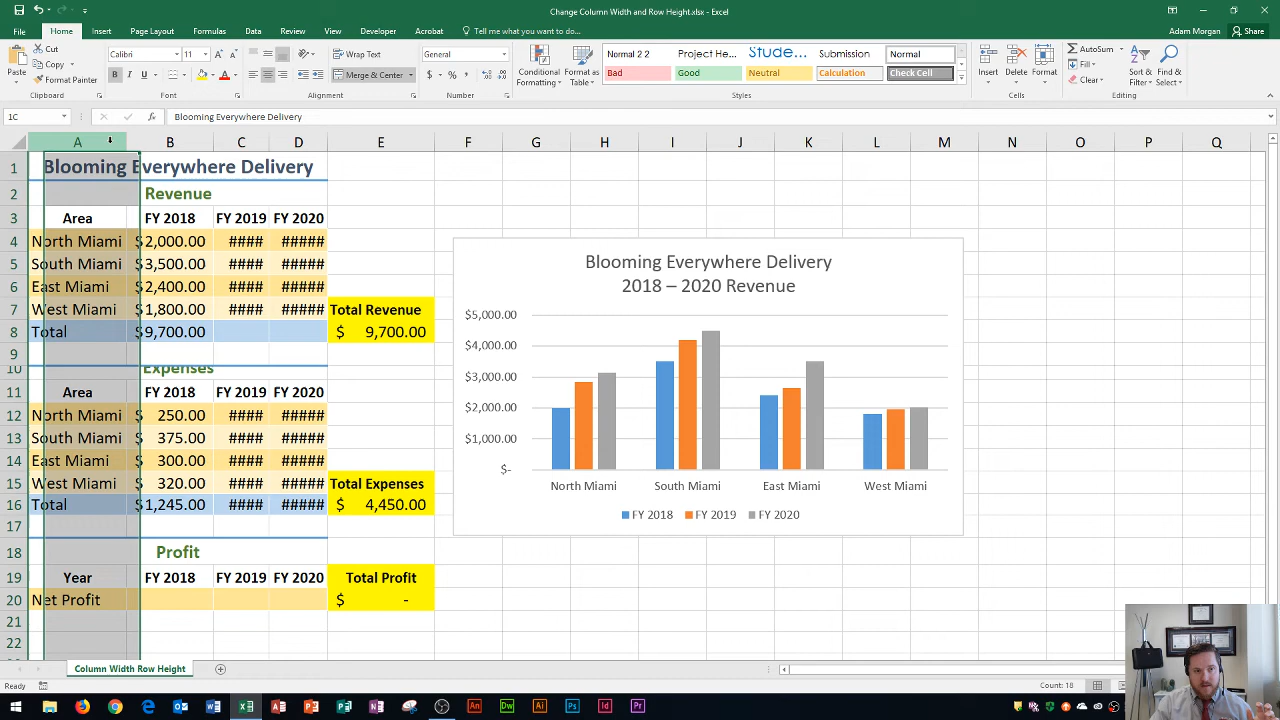 Change Column Width and Row Height.xlsx - Excel
File Home Insert Page Layout Formulas Data Review View Developer Acrobat Tell me what you want to do... Adam Morgan Share
Cut
Copy
Format Painter
Paste
Clipboard
Calibri 11
B I U
Font
Wrap Text
Merge & Center
Alignment
General
$ % ,
Number
Conditional Formatting
Format as Table
Normal 2 2 Project He... Stude... Submission Normal
Bad Good Neutral Calculation Check Cell
Styles
Insert Delete Format
Cells
AutoSum
Fill
Clear
Sort & Filter
Find & Select
Editing
1C fx Blooming Everywhere Delivery
A B C D E F G H I J K L M N O P Q
1 Blooming Everywhere Delivery
2 Revenue
3 Area FY 2018 FY 2019 FY 2020
4 North Miami $2,000.00 #### #####
5 South Miami $3,500.00 #### #####
6 East Miami $2,400.00 #### #####
7 West Miami $1,800.00 #### ##### Total Revenue
8 Total $9,700.00 $ 9,700.00
9
10 Expenses
11 Area FY 2018 FY 2019 FY 2020
12 North Miami $ 250.00 #### #####
13 South Miami $ 375.00 #### #####
14 East Miami $ 300.00 #### #####
15 West Miami $ 320.00 #### ##### Total Expenses
16 Total $1,245.00 #### ##### $ 4,450.00
17
18 Profit
19 Year FY 2018 FY 2019 FY 2020 Total Profit
20 Net Profit $ -
21
22
Blooming Everywhere Delivery
2018 – 2020 Revenue
$5,000.00
$4,000.00
$3,000.00
$2,000.00
$1,000.00
$-
North Miami South Miami East Miami West Miami
FY 2018 FY 2019 FY 2020
Column Width Row Height
Ready Count: 18